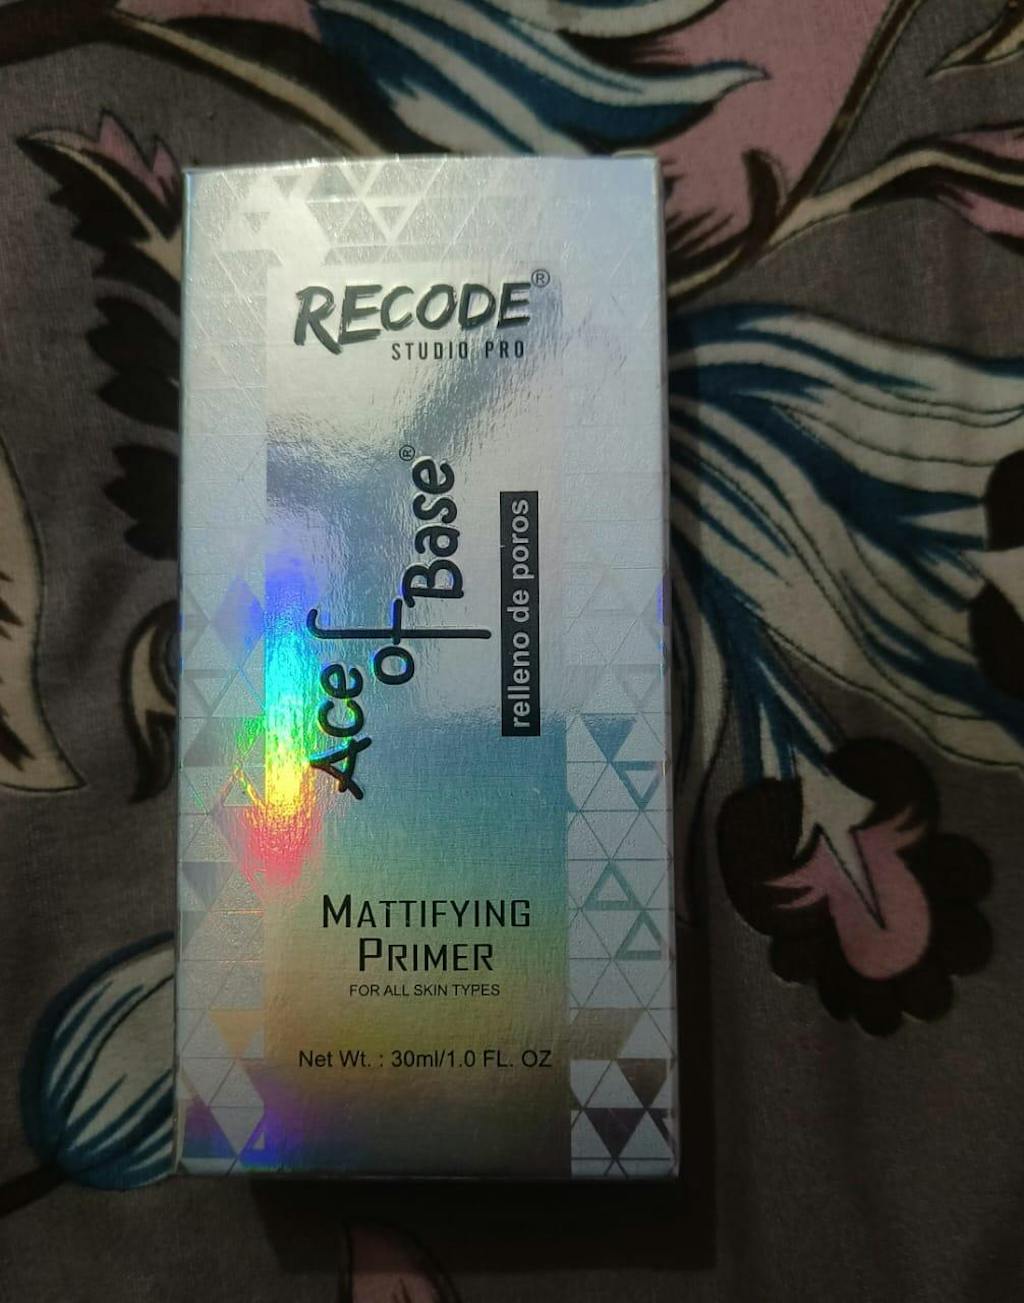 RECODE®
STUDIO PRO
Ace of Base®
relleno de poros
MATTIFYING
PRIMER
FOR ALL SKIN TYPES
Net Wt. : 30ml/1.0 FL. OZ